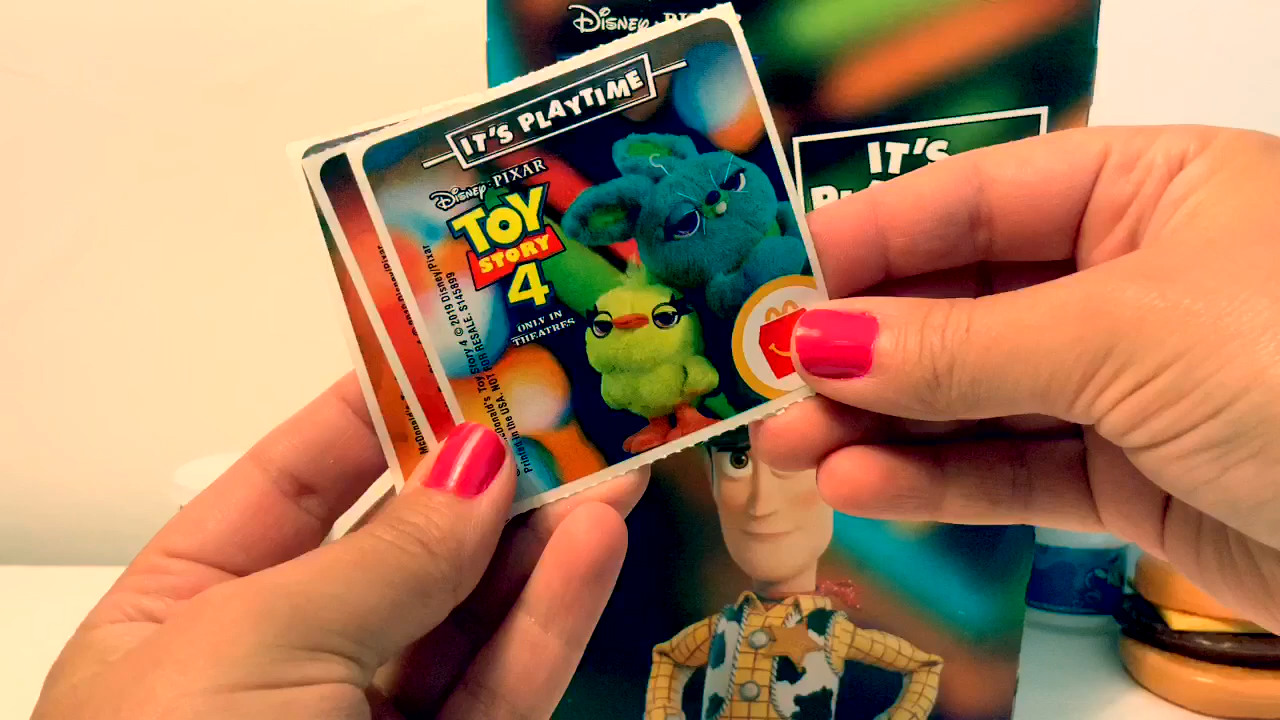 Disney
IT'S PLAYTIME
Disney·PIXAR
TOY
STORY
4
ONLY IN
THEATRES
Toy Story 4 © 2019 Disney/Pixar
Printed in the USA. NOT FOR RESALE. S145899
McDonald's
IT'S